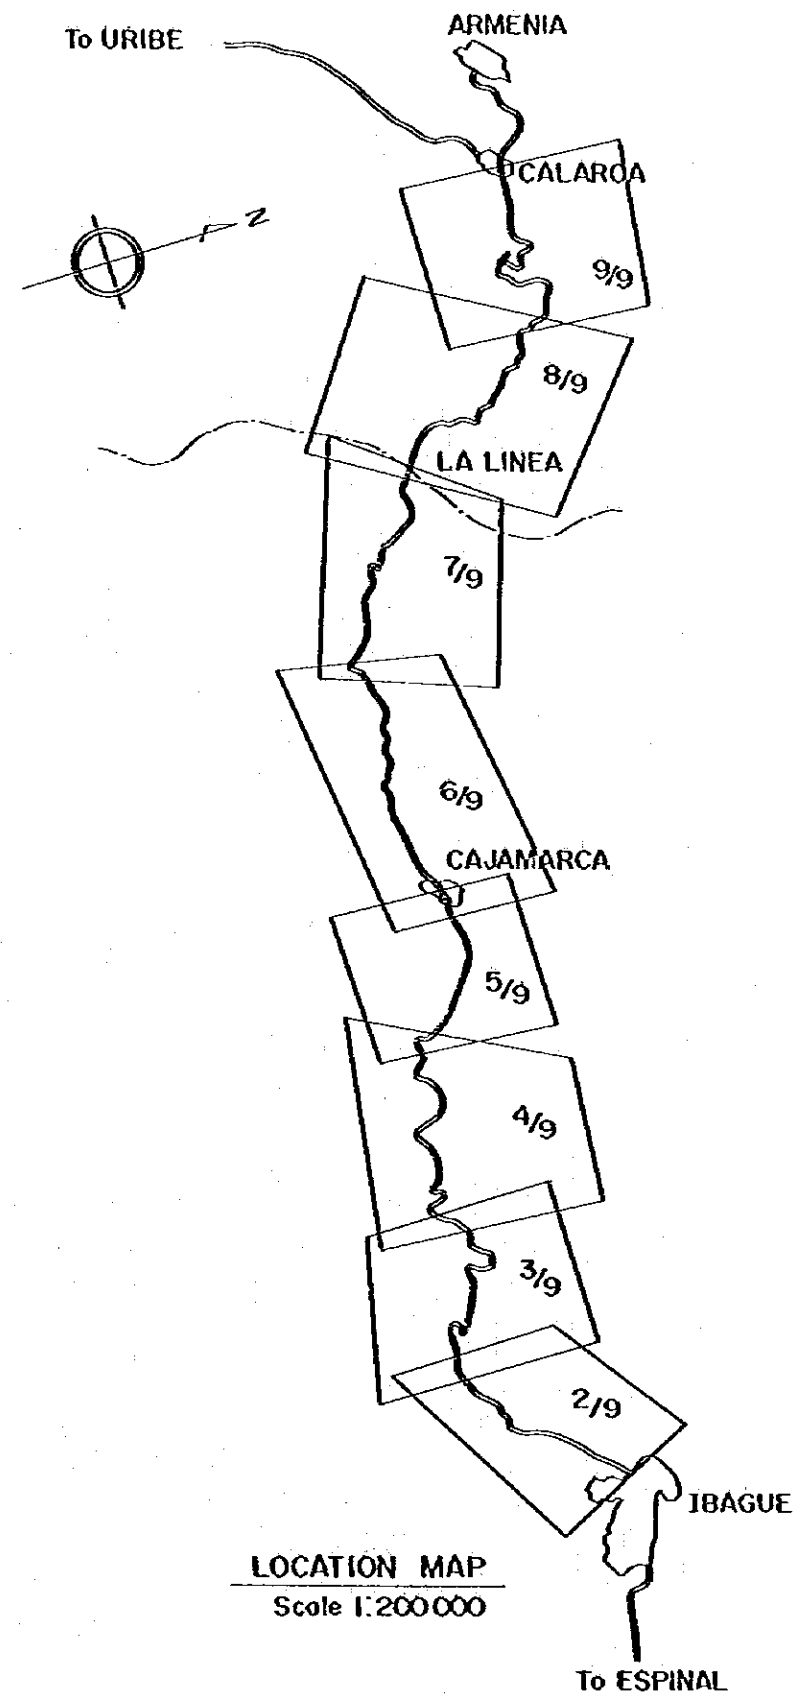 ARMENIA
To URIBE
CALARCA
N
9/9
8/9
LA LINEA
7/9
6/9
CAJAMARCA
5/9
4/9
3/9
2/9
IBAGUE
LOCATION MAP
Scale 1:200000
To ESPINAL